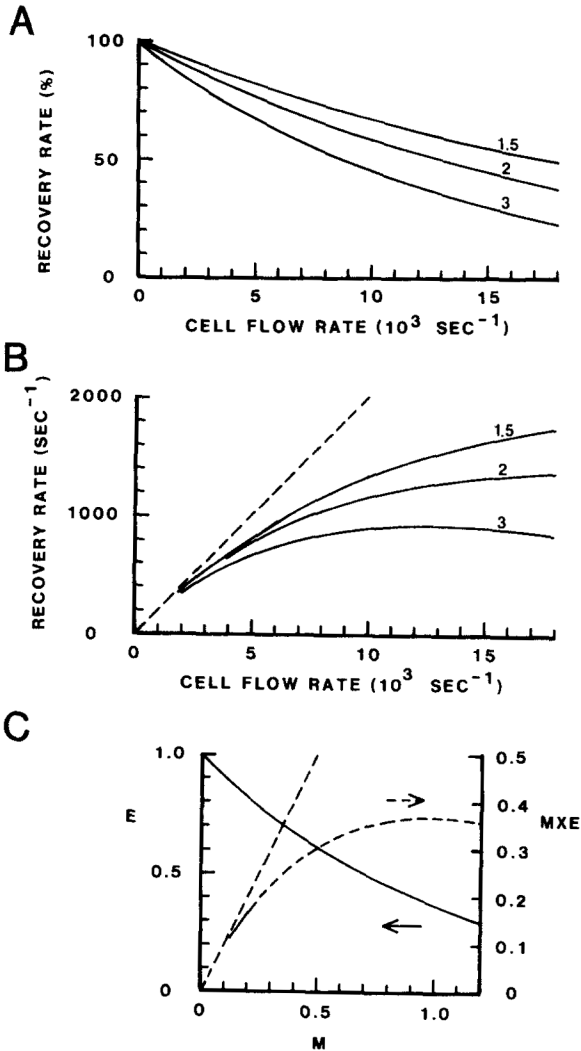 A
RECOVERY RATE (%)
100
50
0
1.5
2
3
0 5 10 15
CELL FLOW RATE (10³ SEC⁻¹)
B
RECOVERY RATE (SEC⁻¹)
2000
1000
0
1.5
2
3
0 5 10 15
CELL FLOW RATE (10³ SEC⁻¹)
C
E
1.0
0.5
0
0.5
0.4
0.3
0.2
0.1
0
MXE
0 0.5 1.0
M